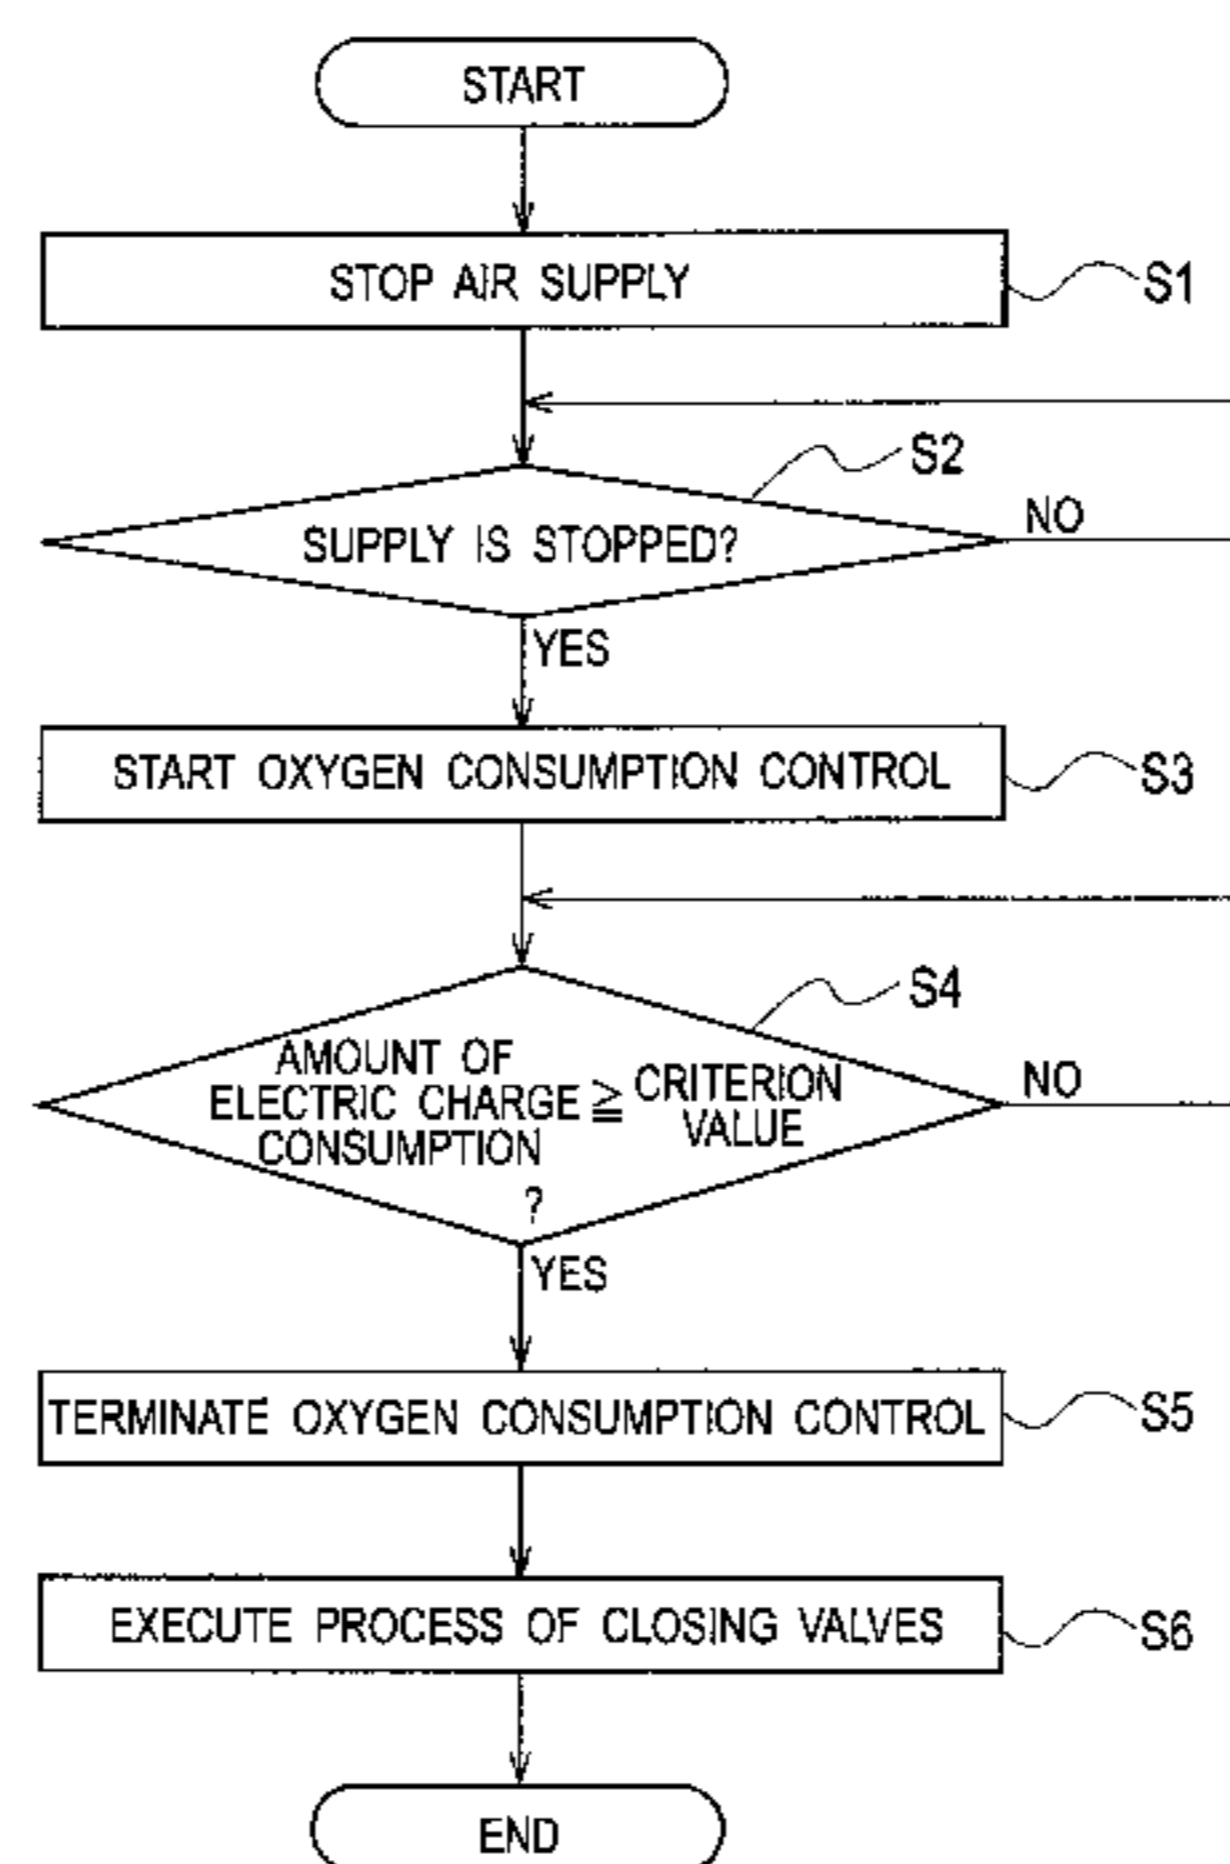 START
STOP AIR SUPPLY
S1
S2
SUPPLY IS STOPPED?
NO
YES
START OXYGEN CONSUMPTION CONTROL
S3
S4
AMOUNT OF
ELECTRIC CHARGE
CONSUMPTION
≧
CRITERION
VALUE
?
NO
YES
TERMINATE OXYGEN CONSUMPTION CONTROL
S5
EXECUTE PROCESS OF CLOSING VALVES
S6
END